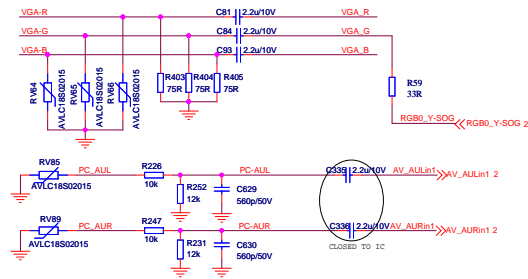 VGA-R C81 2.2u/10V VGA_R
VGA-G C84 2.2u/10V VGA_G
VGA-B C93 2.2u/10V VGA_B
RV64 AVLC18S02015
RV65 AVLC18S02015
RV66 AVLC18S02015
R403 75R
R404 75R
R405 75R
R59
33R
RGB0_Y-SOG RGB0_Y-SOG 2
RV85 PC_AUL R226 PC-AUL C335 2.2u/10V AV_AULin1 AV_AULin1 2
AVLC18S02015 10k
R252 12k
C629 560p/50V
RV89 PC_AUR R247 PC-AUR C336 2.2u/10V AV_AURin1 AV_AURin1 2
AVLC18S02015 10k
R231 12k
C630 560p/50V
CLOSED TO IC